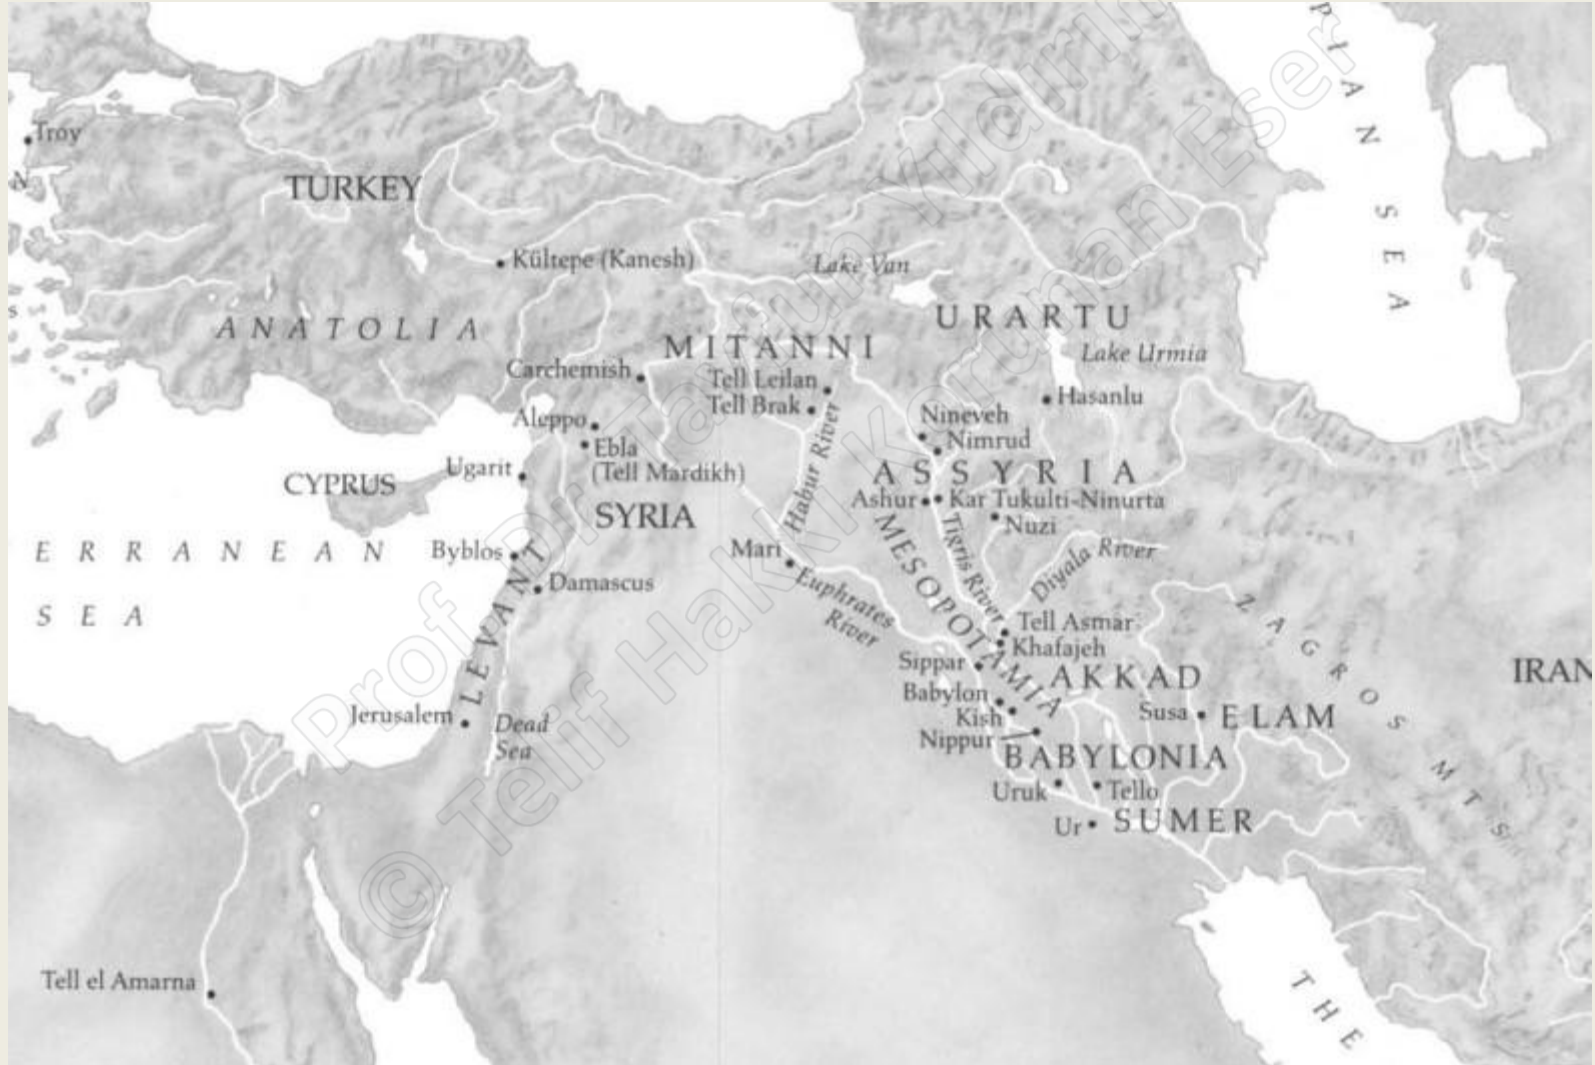 PIAN SEA
Troy
N
TURKEY
Kültepe (Kanesh)
Lake Van
ANATOLIA
URARTU
MITANNI
Lake Urmia
Carchemish
Tell Leilan
Tell Brak
Hasanlu
Aleppo
Nineveh
Nimrud
Ebla
(Tell Mardikh)
Ugarit
CYPRUS
Habur River
ASSYRIA
Ashur
Kar Tukulti-Ninurta
SYRIA
Nuzi
ERRANEAN
SEA
Byblos
Mari
MESOPOTAMIA
Tigris River
Diyala River
Damascus
Euphrates
River
LEVANT
Tell Asmar
Khafajeh
ZAGROS MTS
Sippar
AKKAD
IRAN
Babylon
Jerusalem
Dead
Sea
Kish
Susa
ELAM
Nippur
BABYLONIA
Uruk
Tello
Ur
SUMER
Tell el Amarna
THE
Prof. Dr. Tayfun Yıldırım
© Telif Hakkı Korunan Eser